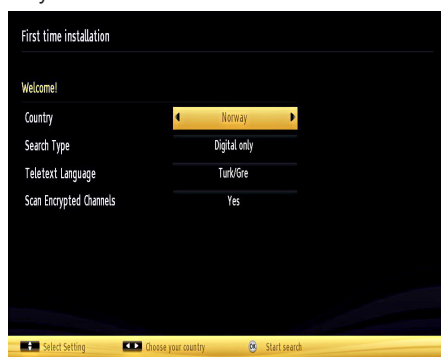 First time installation
Welcome!
Country Norway
Search Type Digital only
Teletext Language Turk/Gre
Scan Encrypted Channels Yes
Select Setting Choose your country OK Start search